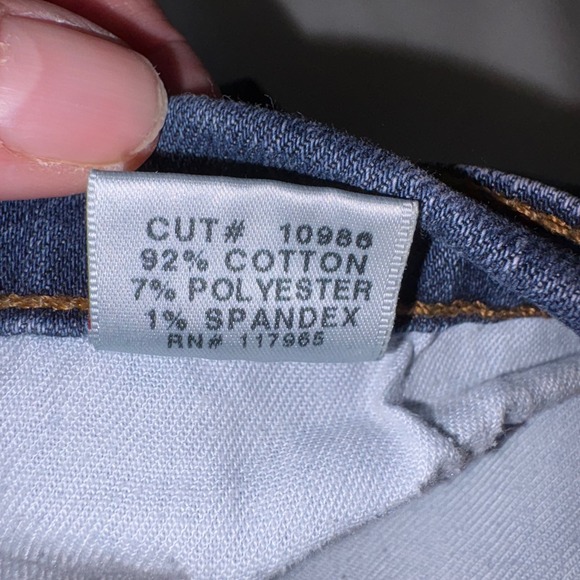 CUT# 10986
92% COTTON
7% POLYESTER
1% SPANDEX
RN# 117965